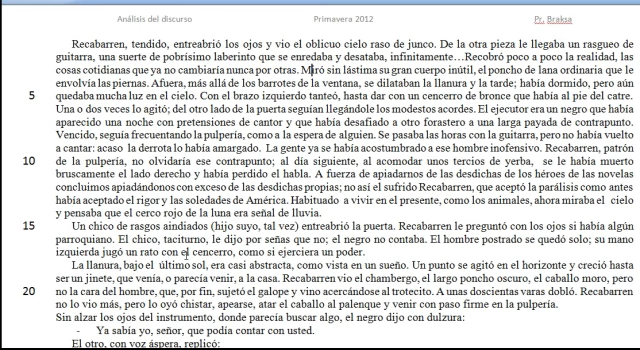 Análisis del discurso Primavera 2012 Pr. Braksa
Recabarren, tendido, entreabrió los ojos y vio el oblicuo cielo raso de junco. De la otra pieza le llegaba un rasgueo de
guitarra, una suerte de pobrísimo laberinto que se enredaba y desataba, infinitamente…Recobró poco a poco la realidad, las
cosas cotidianas que ya no cambiaría nunca por otras. Miró sin lástima su gran cuerpo inútil, el poncho de lana ordinaria que le
envolvía las piernas. Afuera, más allá de los barrotes de la ventana, se dilataban la llanura y la tarde; había dormido, pero aún
5 quedaba mucha luz en el cielo. Con el brazo izquierdo tanteó, hasta dar con un cencerro de bronce que había al pie del catre.
Una o dos veces lo agitó; del otro lado de la puerta seguían llegándole los modestos acordes. El ejecutor era un negro que había
aparecido una noche con pretensiones de cantor y que había desafiado a otro forastero a una larga payada de contrapunto.
Vencido, seguía frecuentando la pulpería, como a la espera de alguien. Se pasaba las horas con la guitarra, pero no había vuelto
a cantar: acaso la derrota lo había amargado. La gente ya se había acostumbrado a ese hombre inofensivo. Recabarren, patrón
10 de la pulpería, no olvidaría ese contrapunto; al día siguiente, al acomodar unos tercios de yerba, se le había muerto
bruscamente el lado derecho y había perdido el habla. A fuerza de apiadarnos de las desdichas de los héroes de las novelas
concluimos apiadándonos con exceso de las desdichas propias; no así el sufrido Recabarren, que aceptó la parálisis como antes
había aceptado el rigor y las soledades de América. Habituado a vivir en el presente, como los animales, ahora miraba el cielo
y pensaba que el cerco rojo de la luna era señal de lluvia.
15 Un chico de rasgos aindiados (hijo suyo, tal vez) entreabrió la puerta. Recabarren le preguntó con los ojos si había algún
parroquiano. El chico, taciturno, le dijo por señas que no; el negro no contaba. El hombre postrado se quedó solo; su mano
izquierda jugó un rato con el cencerro, como si ejerciera un poder.
La llanura, bajo el último sol, era casi abstracta, como vista en un sueño. Un punto se agitó en el horizonte y creció hasta
ser un jinete, que venía, o parecía venir, a la casa. Recabarren vio el chambergo, el largo poncho oscuro, el caballo moro, pero
20 no la cara del hombre, que, por fin, sujetó el galope y vino acercándose al trotecito. A unas doscientas varas dobló. Recabarren
no lo vio más, pero lo oyó chistar, apearse, atar el caballo al palenque y venir con paso firme en la pulpería.
Sin alzar los ojos del instrumento, donde parecía buscar algo, el negro dijo con dulzura:
- Ya sabía yo, señor, que podía contar con usted.
El otro, con voz áspera, replicó: